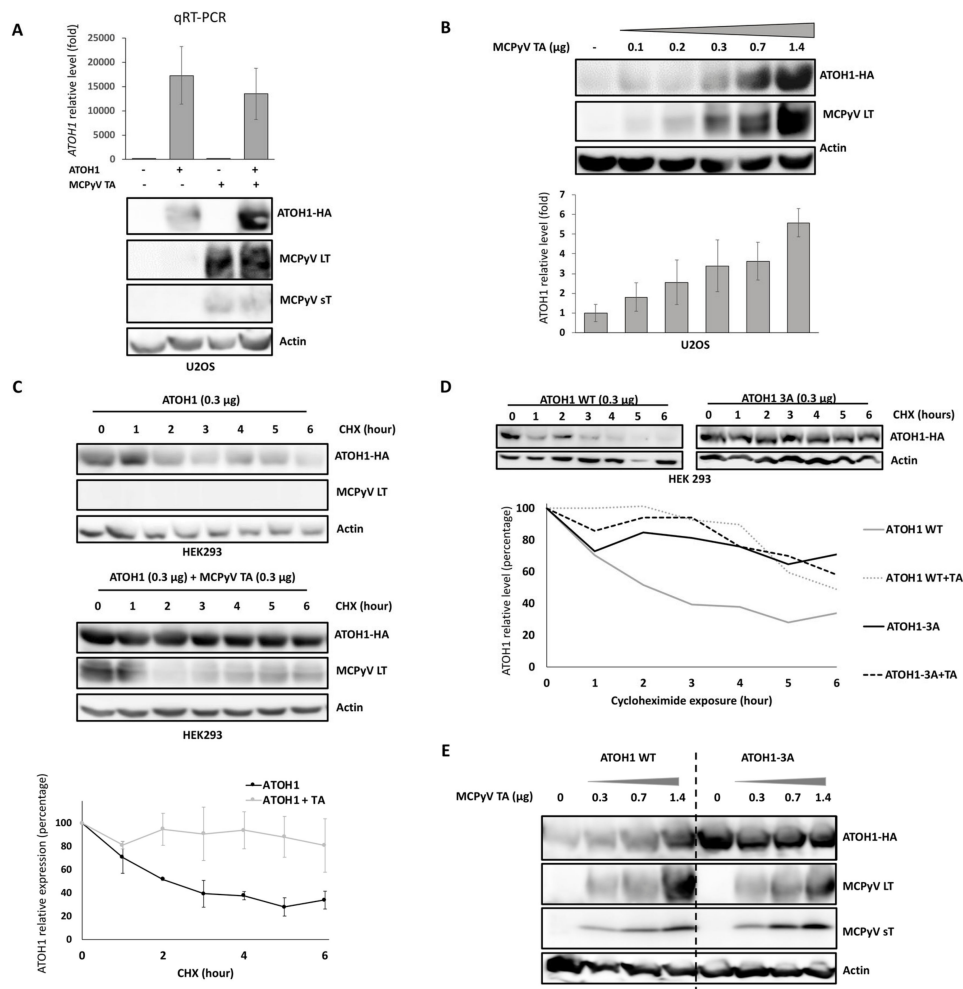 A
qRT-PCR
ATOH1 relative level (fold)
25000
20000
15000
10000
5000
0
ATOH1 - + - +
MCPyV TA - - + +
ATOH1-HA
MCPyV LT
MCPyV sT
Actin
U2OS
B
MCPyV TA (µg) - 0.1 0.2 0.3 0.7 1.4
ATOH1-HA
MCPyV LT
Actin
ATOH1 relative level (fold)
7
6
5
4
3
2
1
0
U2OS
C
ATOH1 (0.3 µg)
0 1 2 3 4 5 6 CHX (hour)
ATOH1-HA
MCPyV LT
Actin
HEK293
ATOH1 (0.3 µg) + MCPyV TA (0.3 µg)
0 1 2 3 4 5 6 CHX (hour)
ATOH1-HA
MCPyV LT
Actin
HEK293
ATOH1 relative expression (percentage)
ATOH1
ATOH1 + TA
100
80
60
40
20
0
0 2 4 6
CHX (hour)
D
ATOH1 WT (0.3 µg) ATOH1 3A (0.3 µg)
0 1 2 3 4 5 6 0 1 2 3 4 5 6 CHX (hours)
ATOH1-HA
Actin
HEK 293
ATOH1 relative level (percentage)
100
80
60
40
20
0
0 1 2 3 4 5 6
Cycloheximide exposure (hour)
ATOH1 WT
ATOH1 WT+TA
ATOH1-3A
ATOH1-3A+TA
E
ATOH1 WT ATOH1-3A
MCPyV TA (µg) 0 0.3 0.7 1.4 0 0.3 0.7 1.4
ATOH1-HA
MCPyV LT
MCPyV sT
Actin